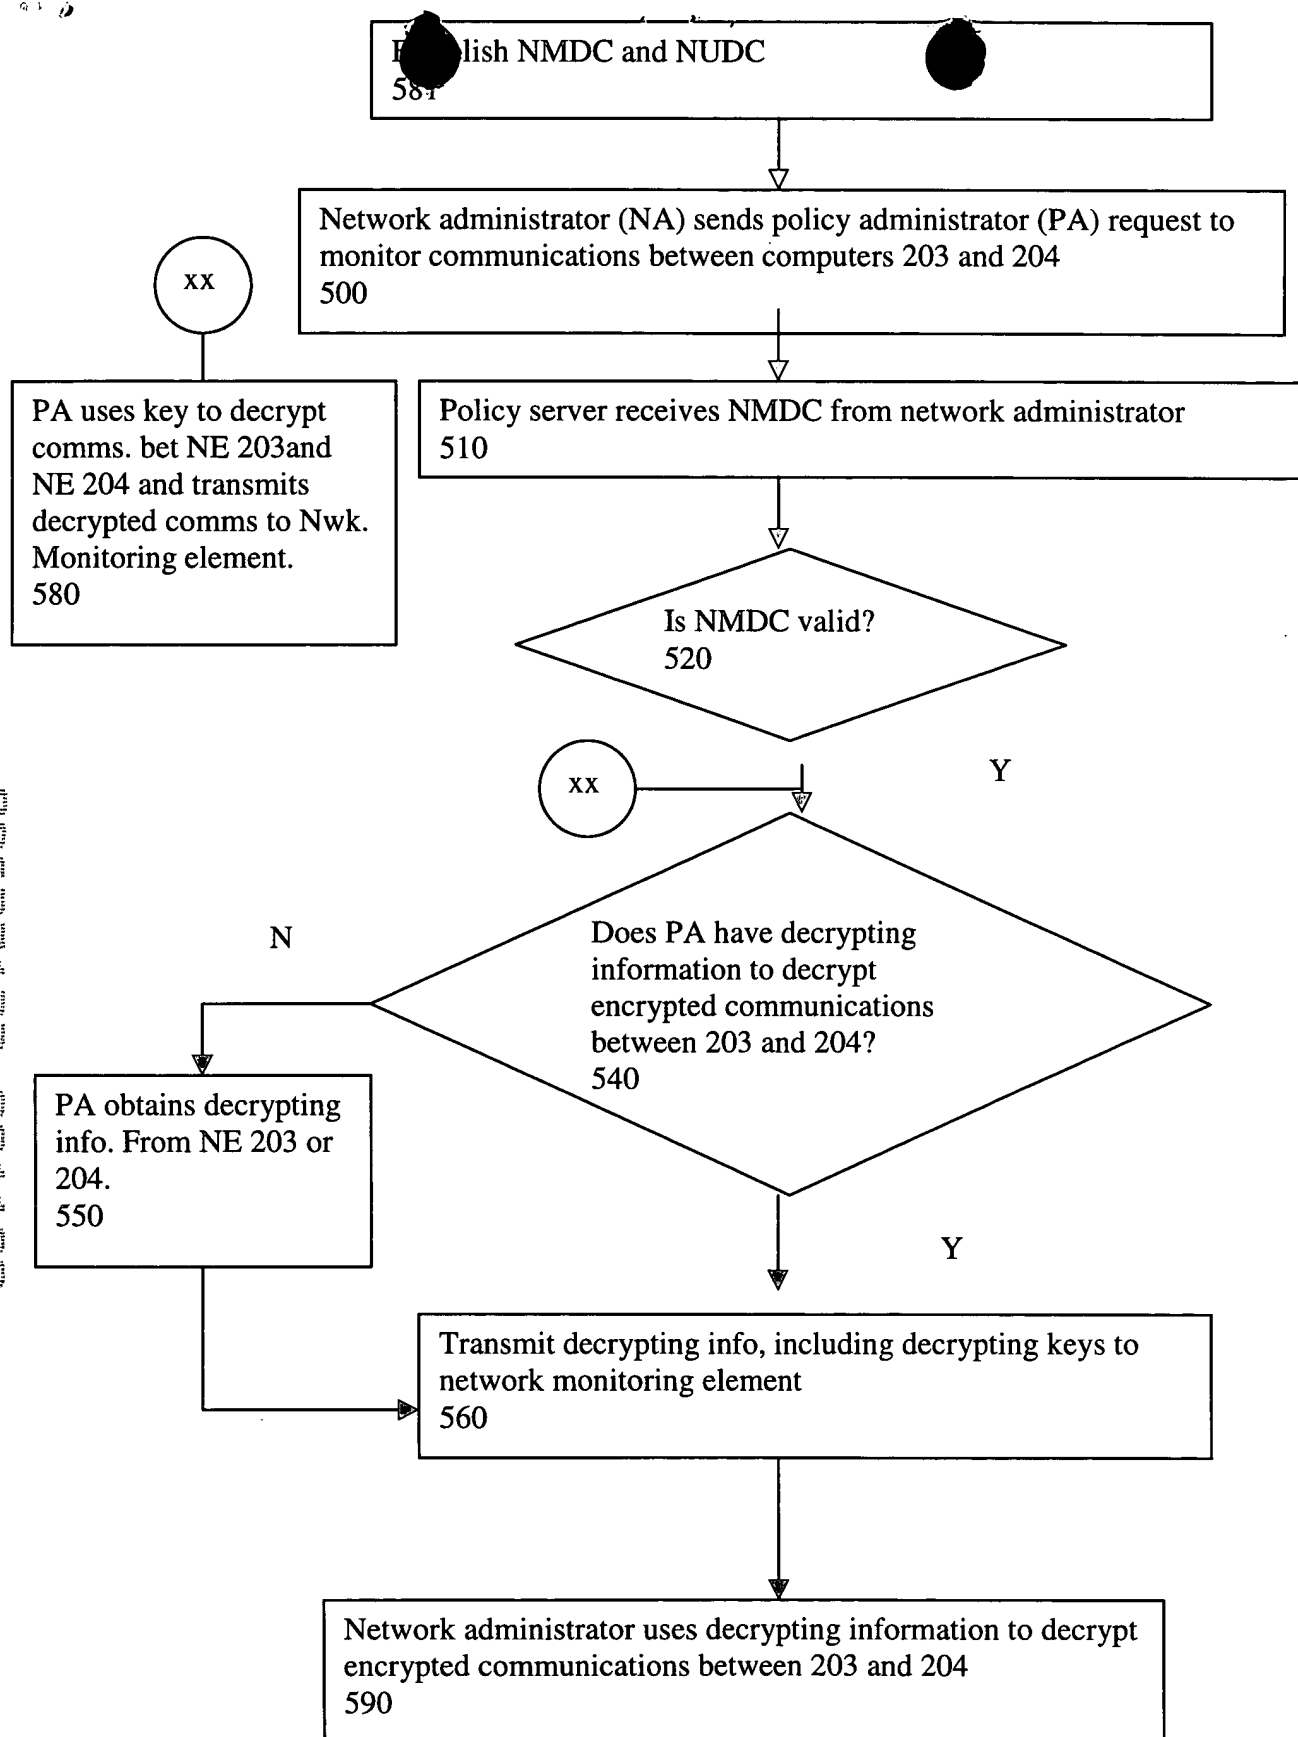 lish NMDC and NUDC
Network administrator (NA) sends policy administrator (PA) request to
monitor communications between computers 203 and 204
500
xx
PA uses key to decrypt
comms. bet NE 203and
NE 204 and transmits
decrypted comms to Nwk.
Monitoring element.
580
Policy server receives NMDC from network administrator
510
Is NMDC valid?
520
Y
xx
N
Does PA have decrypting
information to decrypt
encrypted communications
between 203 and 204?
540
PA obtains decrypting
info. From NE 203 or
204.
550
Y
Transmit decrypting info, including decrypting keys to
network monitoring element
560
Network administrator uses decrypting information to decrypt
encrypted communications between 203 and 204
590